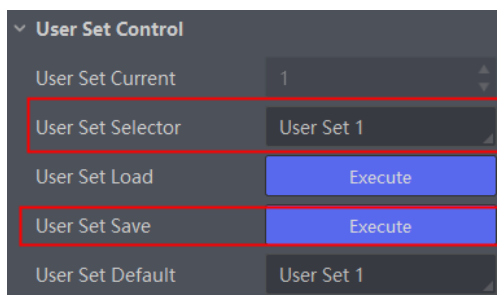 User Set Control
User Set Current 1
User Set Selector User Set 1
User Set Load Execute
User Set Save Execute
User Set Default User Set 1